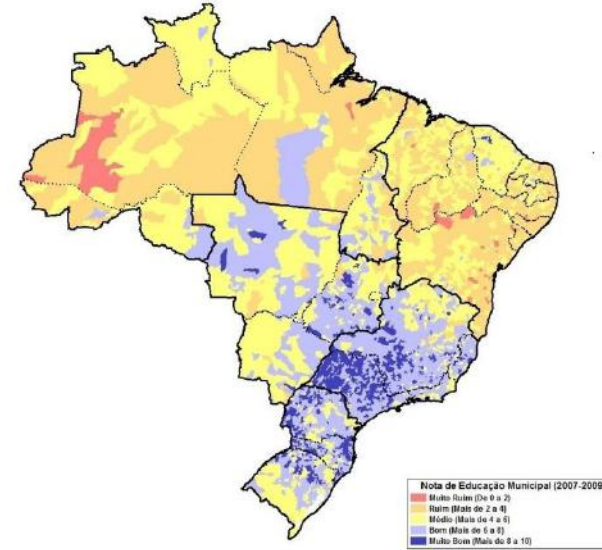 Nota de Educação Municipal (2007-2009
Muito Ruim (De 0 a 2)
Ruim (Mais de 2 a 4)
Médio (Mais de 4 a 6)
Bom (Mais de 6 a 8)
Muito Bom (Mais de 8 a 10)